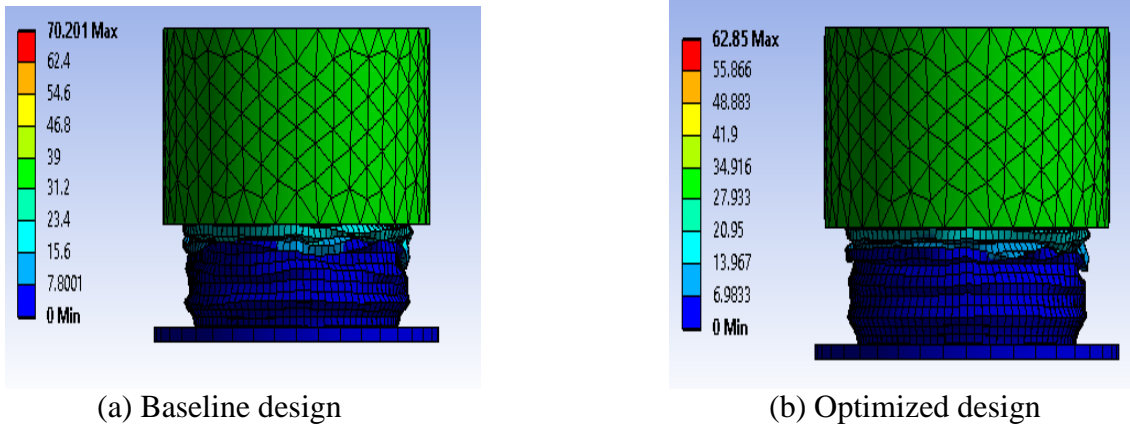 70.201 Max
62.4
54.6
46.8
39
31.2
23.4
15.6
7.8001
0 Min
62.85 Max
55.866
48.883
41.9
34.916
27.933
20.95
13.967
6.9833
0 Min
(a) Baseline design
(b) Optimized design